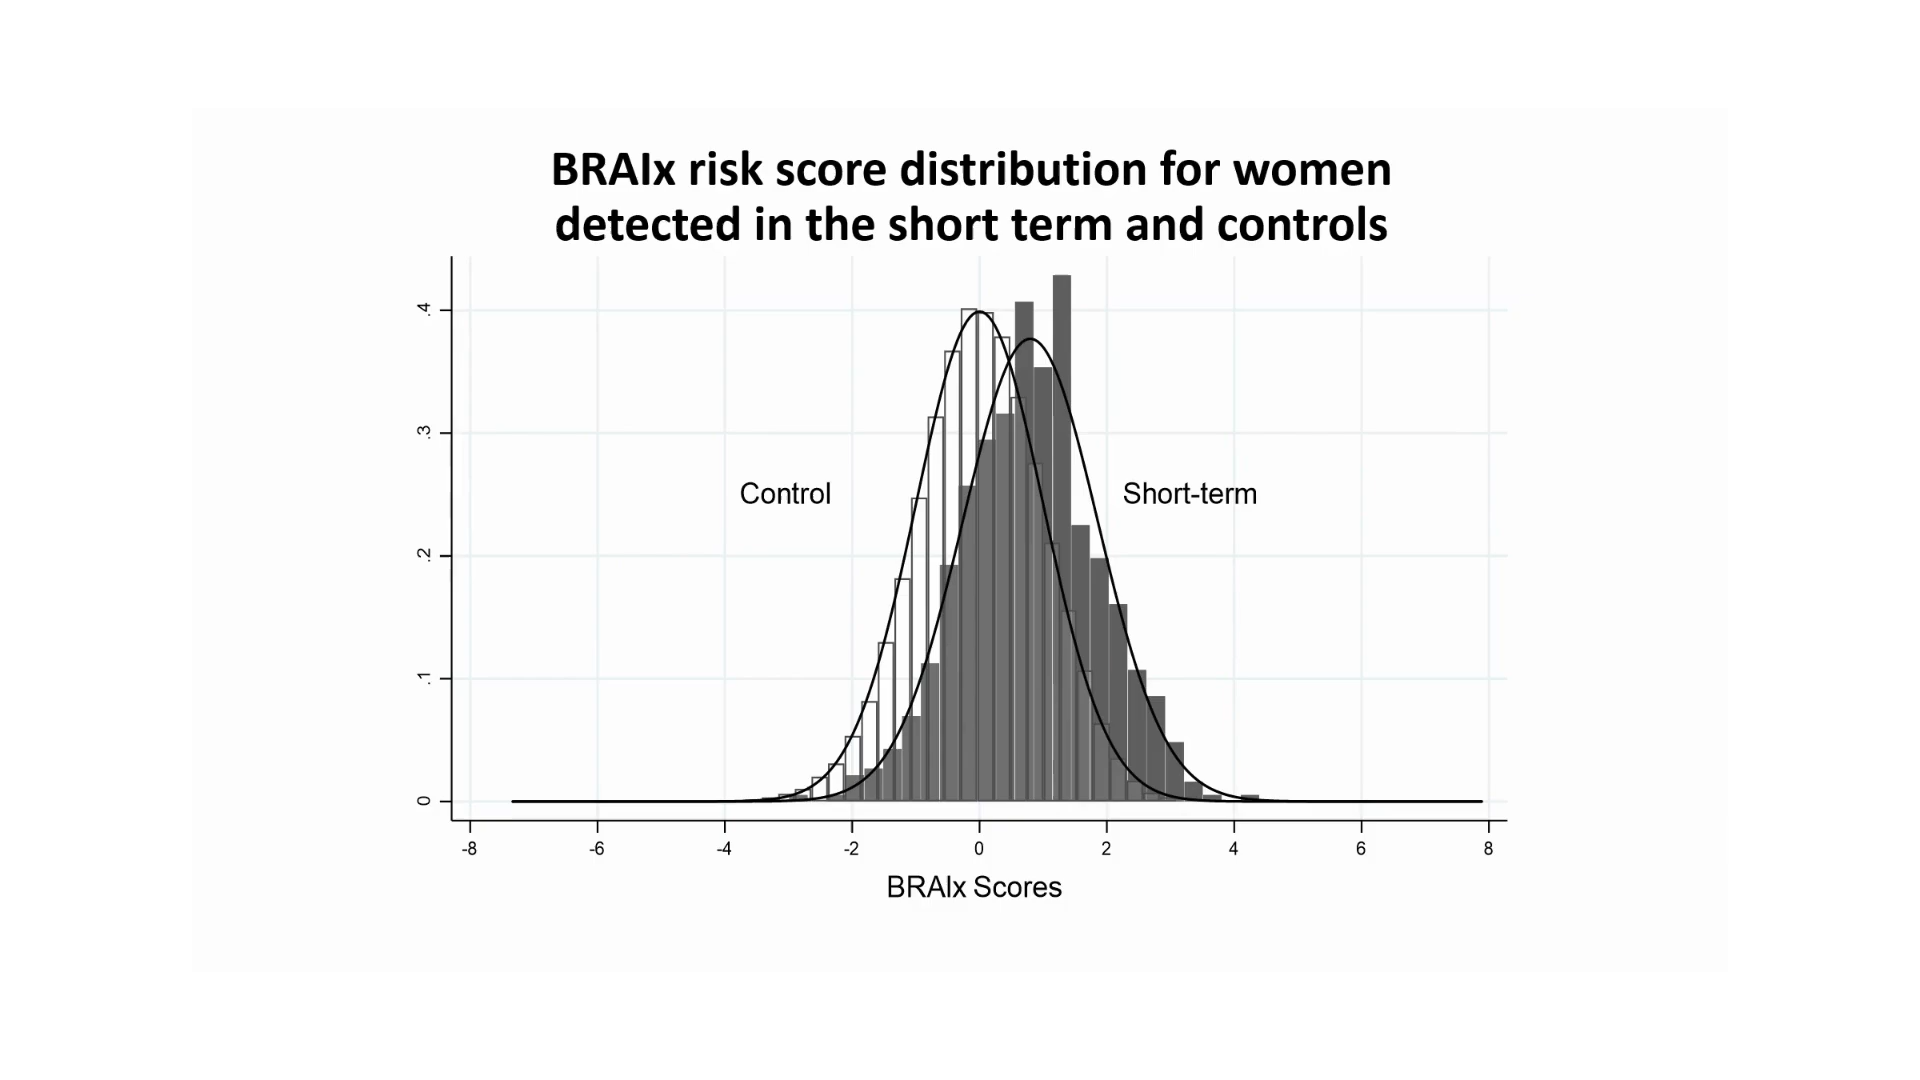 BRAIx risk score distribution for women
detected in the short term and controls
.4
.3
.2
.1
0
Control
Short-term
-8 -6 -4 -2 0 2 4 6 8
BRAIx Scores